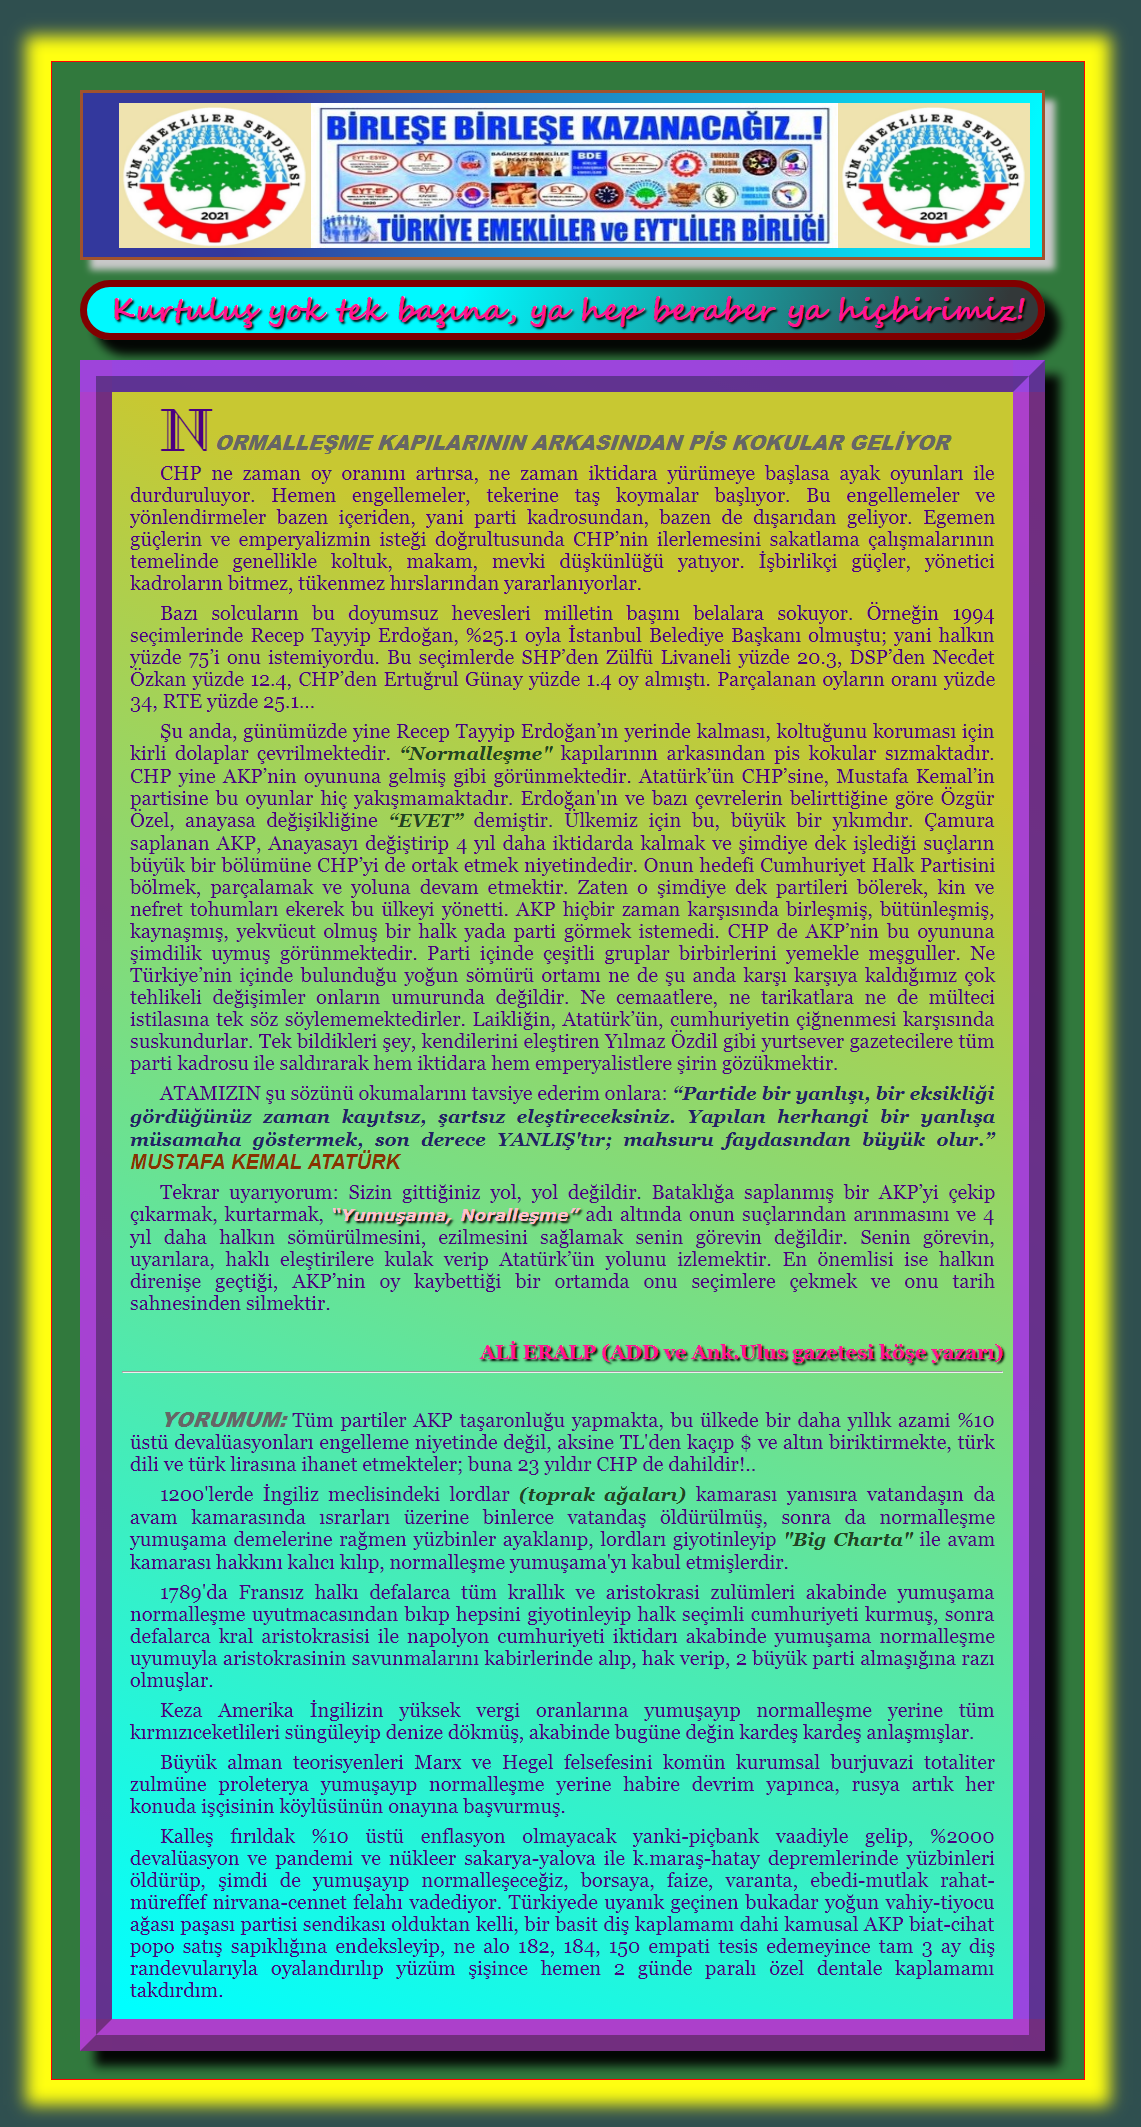 TÜM EMEKLİLER SENDİKASI
2021
BİRLEŞE BİRLEŞE KAZANACAĞIZ...!
BAĞIMSIZ EMEKLİLER PLATFORMU
BDE
EYT
EMEKLİLER BİRLEŞİK PLATFORMU
EYT-EF
EYT
TÜRKİYE EMEKLİLER ve EYT'LİLER BİRLİĞİ
TÜM EMEKLİLER SENDİKASI
2021
Kurtuluş yok tek başına, ya hep beraber ya hiçbirimiz!
NORMALLEŞME KAPILARININ ARKASINDAN PİS KOKULAR GELİYOR
CHP ne zaman oy oranını artırsa, ne zaman iktidara yürümeye başlasa ayak oyunları ile
durduruluyor. Hemen engellemeler, tekerine taş koymalar başlıyor. Bu engellemeler ve
yönlendirmeler bazen içeriden, yani parti kadrosundan, bazen de dışarıdan geliyor. Egemen
güçlerin ve emperyalizmin isteği doğrultusunda CHP’nin ilerlemesini sakatlama çalışmalarının
temelinde genellikle koltuk, makam, mevki düşkünlüğü yatıyor. İşbirlikçi güçler, yönetici
kadroların bitmez, tükenmez hırslarından yararlanıyorlar.
Bazı solcuların bu doyumsuz hevesleri milletin başını belalara sokuyor. Örneğin 1994
seçimlerinde Recep Tayyip Erdoğan, %25.1 oyla İstanbul Belediye Başkanı olmuştu; yani halkın
yüzde 75’i onu istemiyordu. Bu seçimlerde SHP’den Zülfü Livaneli yüzde 20.3, DSP’den Necdet
Özkan yüzde 12.4, CHP’den Ertuğrul Günay yüzde 1.4 oy almıştı. Parçalanan oyların oranı yüzde
34, RTE yüzde 25.1...
Şu anda, günümüzde yine Recep Tayyip Erdoğan’ın yerinde kalması, koltuğunu koruması için
kirli dolaplar çevrilmektedir. “Normalleşme" kapılarının arkasından pis kokular sızmaktadır.
CHP yine AKP’nin oyununa gelmiş gibi görünmektedir. Atatürk’ün CHP’sine, Mustafa Kemal’in
partisine bu oyunlar hiç yakışmamaktadır. Erdoğan'ın ve bazı çevrelerin belirttiğine göre Özgür
Özel, anayasa değişikliğine “EVET” demiştir. Ülkemiz için bu, büyük bir yıkımdır. Çamura
saplanan AKP, Anayasayı değiştirip 4 yıl daha iktidarda kalmak ve şimdiye dek işlediği suçların
büyük bir bölümüne CHP’yi de ortak etmek niyetindedir. Onun hedefi Cumhuriyet Halk Partisini
bölmek, parçalamak ve yoluna devam etmektir. Zaten o şimdiye dek partileri bölerek, kin ve
nefret tohumları ekerek bu ülkeyi yönetti. AKP hiçbir zaman karşısında birleşmiş, bütünleşmiş,
kaynaşmış, yekvücut olmuş bir halk yada parti görmek istemedi. CHP de AKP’nin bu oyununa
şimdilik uymuş görünmektedir. Parti içinde çeşitli gruplar birbirlerini yemekle meşguller. Ne
Türkiye’nin içinde bulunduğu yoğun sömürü ortamı ne de şu anda karşı karşıya kaldığımız çok
tehlikeli değişimler onların umurunda değildir. Ne cemaatlere, ne tarikatlara ne de mülteci
istilasına tek söz söylememektedirler. Laikliğin, Atatürk’ün, cumhuriyetin çiğnenmesi karşısında
suskundurlar. Tek bildikleri şey, kendilerini eleştiren Yılmaz Özdil gibi yurtsever gazetecilere tüm
parti kadrosu ile saldırarak hem iktidara hem emperyalistlere şirin gözükmektir.
ATAMIZIN şu sözünü okumalarını tavsiye ederim onlara: “Partide bir yanlışı, bir eksikliği
gördüğünüz zaman kayıtsız, şartsız eleştireceksiniz. Yapılan herhangi bir yanlışa
müsamaha göstermek, son derece YANLIŞ'tır; mahsuru faydasından büyük olur.”
MUSTAFA KEMAL ATATÜRK
Tekrar uyarıyorum: Sizin gittiğiniz yol, yol değildir. Bataklığa saplanmış bir AKP’yi çekip
çıkarmak, kurtarmak, “Yumuşama, Noralleşme” adı altında onun suçlarından arınmasını ve 4
yıl daha halkın sömürülmesini, ezilmesini sağlamak senin görevin değildir. Senin görevin,
uyarılara, haklı eleştirilere kulak verip Atatürk’ün yolunu izlemektir. En önemlisi ise halkın
direnişe geçtiği, AKP’nin oy kaybettiği bir ortamda onu seçimlere çekmek ve onu tarih
sahnesinden silmektir.
ALİ ERALP (ADD ve Ank.Ulus gazetesi köşe yazarı)
YORUMUM: Tüm partiler AKP taşaronluğu yapmakta, bu ülkede bir daha yıllık azami %10
üstü devalüasyonları engelleme niyetinde değil, aksine TL'den kaçıp $ ve altın biriktirmekte, türk
dili ve türk lirasına ihanet etmekteler; buna 23 yıldır CHP de dahildir!..
1200'lerde İngiliz meclisindeki lordlar (toprak ağaları) kamarası yanısıra vatandaşın da
avam kamarasında ısrarları üzerine binlerce vatandaş öldürülmüş, sonra da normalleşme
yumuşama demelerine rağmen yüzbinler ayaklanıp, lordları giyotinleyip "Big Charta" ile avam
kamarası hakkını kalıcı kılıp, normalleşme yumuşama'yı kabul etmişlerdir.
1789'da Fransız halkı defalarca tüm krallık ve aristokrasi zulümleri akabinde yumuşama
normalleşme uyutmacasından bıkıp hepsini giyotinleyip halk seçimli cumhuriyeti kurmuş, sonra
defalarca kral aristokrasisi ile napolyon cumhuriyeti iktidarı akabinde yumuşama normalleşme
uyumuyla aristokrasinin savunmalarını kabirlerinde alıp, hak verip, 2 büyük parti almaşığına razı
olmuşlar.
Keza Amerika İngilizin yüksek vergi oranlarına yumuşayıp normalleşme yerine tüm
kırmızıceketlileri süngüleyip denize dökmüş, akabinde bugüne değin kardeş kardeş anlaşmışlar.
Büyük alman teorisyenleri Marx ve Hegel felsefesini komün kurumsal burjuvazi totaliter
zulmüne proleterya yumuşayıp normalleşme yerine habire devrim yapınca, rusya artık her
konuda işçisinin köylüsünün onayına başvurmuş.
Kalleş fırıldak %10 üstü enflasyon olmayacak yanki-piçbank vaadiyle gelip, %2000
devalüasyon ve pandemi ve nükleer sakarya-yalova ile k.maraş-hatay depremlerinde yüzbinleri
öldürüp, şimdi de yumuşayıp normalleşeceğiz, borsaya, faize, varanta, ebedi-mutlak rahat-
müreffef nirvana-cennet felahı vadediyor. Türkiyede uyanık geçinen bukadar yoğun vahiy-tiyocu
ağası paşası partisi sendikası olduktan kelli, bir basit diş kaplamamı dahi kamusal AKP biat-cihat
popo satış sapıklığına endeksleyip, ne alo 182, 184, 150 empati tesis edemeyince tam 3 ay diş
randevularıyla oyalandırılıp yüzüm şişince hemen 2 günde paralı özel dentale kaplamamı
takdırdım.